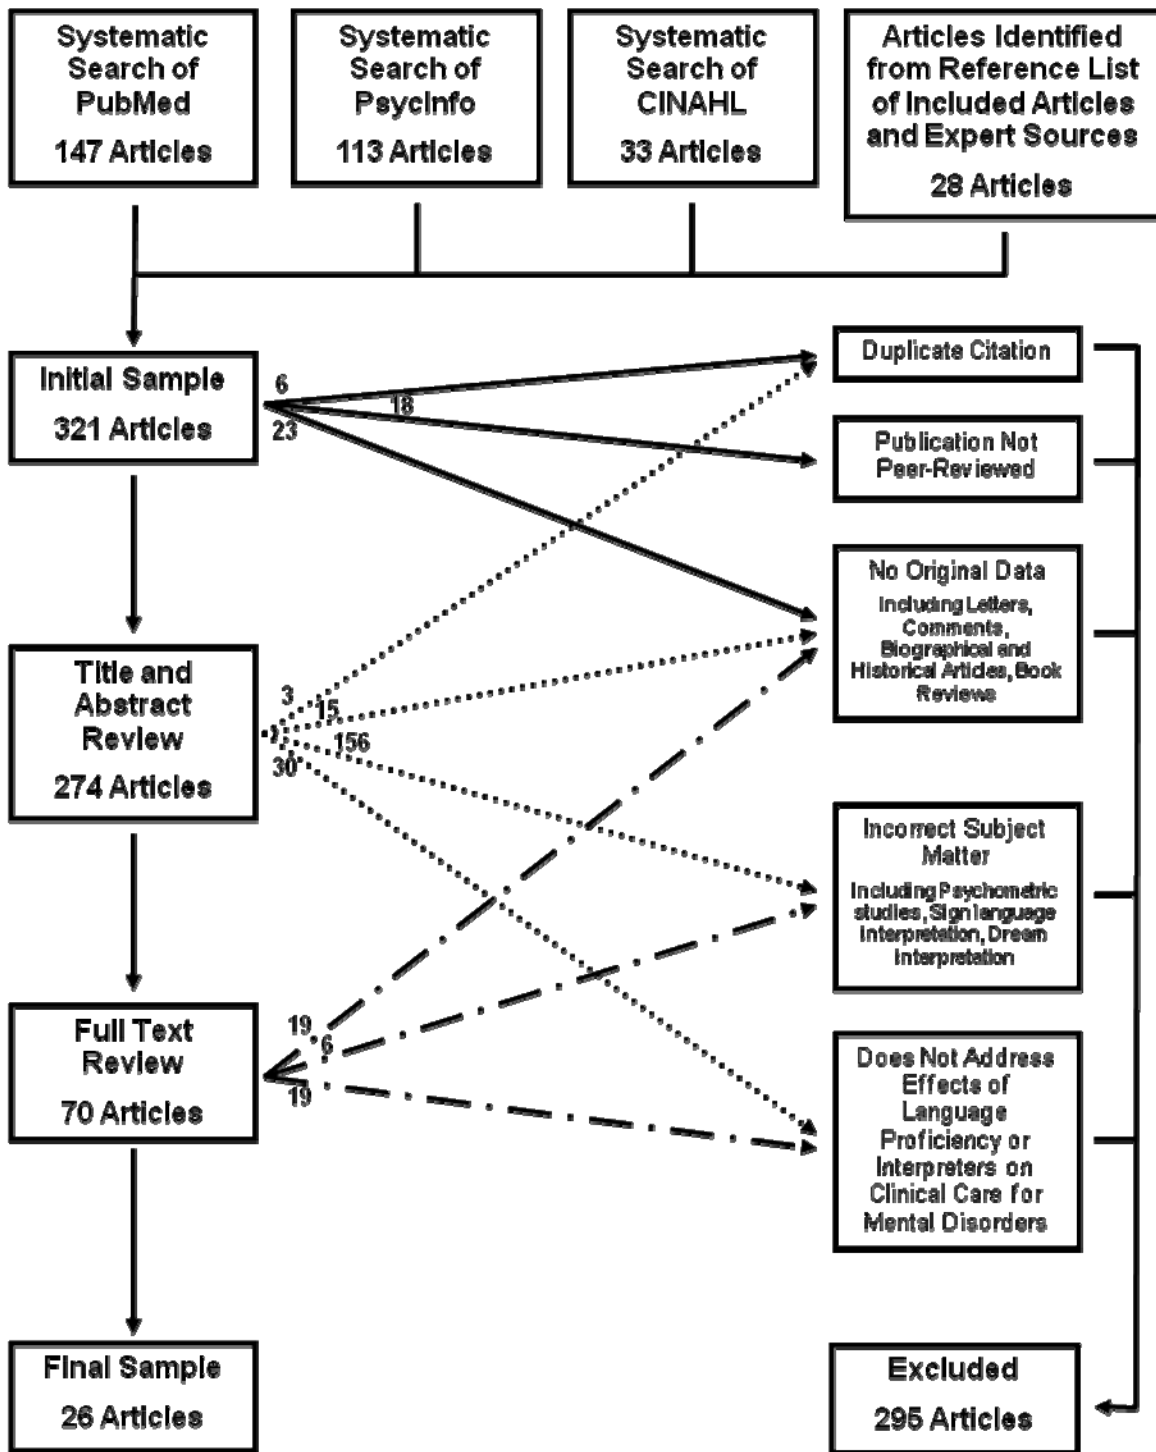 Systematic
Search of
PubMed
147 Articles
Systematic
Search of
PsycInfo
113 Articles
Systematic
Search of
CINAHL
33 Articles
Articles Identified
from Reference List
of Included Articles
and Expert Sources
28 Articles
Initial Sample
321 Articles
6
18
23
Duplicate Citation
Publication Not
Peer-Reviewed
No Original Data
Including Letters,
Comments,
Biographical and
Historical Articles, Book
Reviews
Title and
Abstract
Review
274 Articles
3
15
156
30
Incorrect Subject
Matter
Including Psychometric
studies, Sign language
Interpretation, Dream
Interpretation
Full Text
Review
70 Articles
19
6
19
Does Not Address
Effects of
Language
Proficiency or
Interpreters on
Clinical Care for
Mental Disorders
Final Sample
26 Articles
Excluded
295 Articles